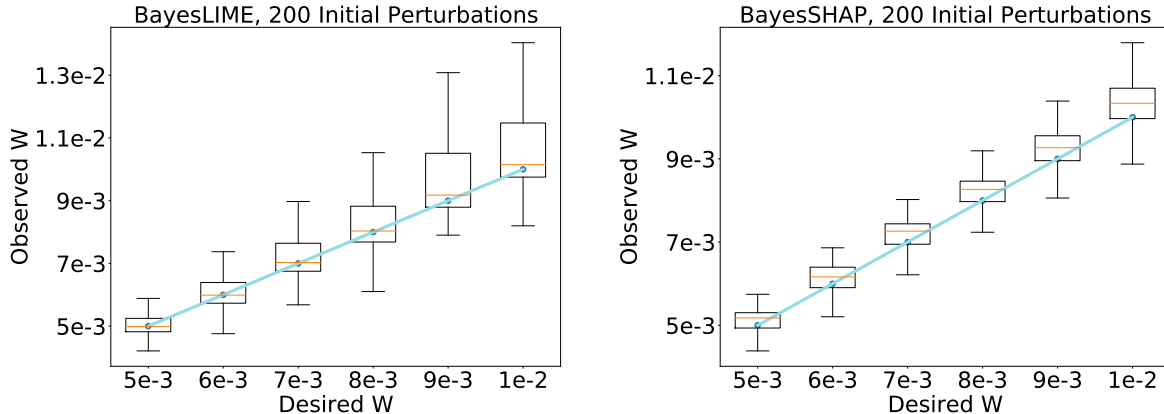 BayesLIME, 200 Initial Perturbations
Observed W
1.3e-2
1.1e-2
9e-3
7e-3
5e-3
5e-3 6e-3 7e-3 8e-3 9e-3 1e-2
Desired W
BayesSHAP, 200 Initial Perturbations
Observed W
1.1e-2
9e-3
7e-3
5e-3
5e-3 6e-3 7e-3 8e-3 9e-3 1e-2
Desired W